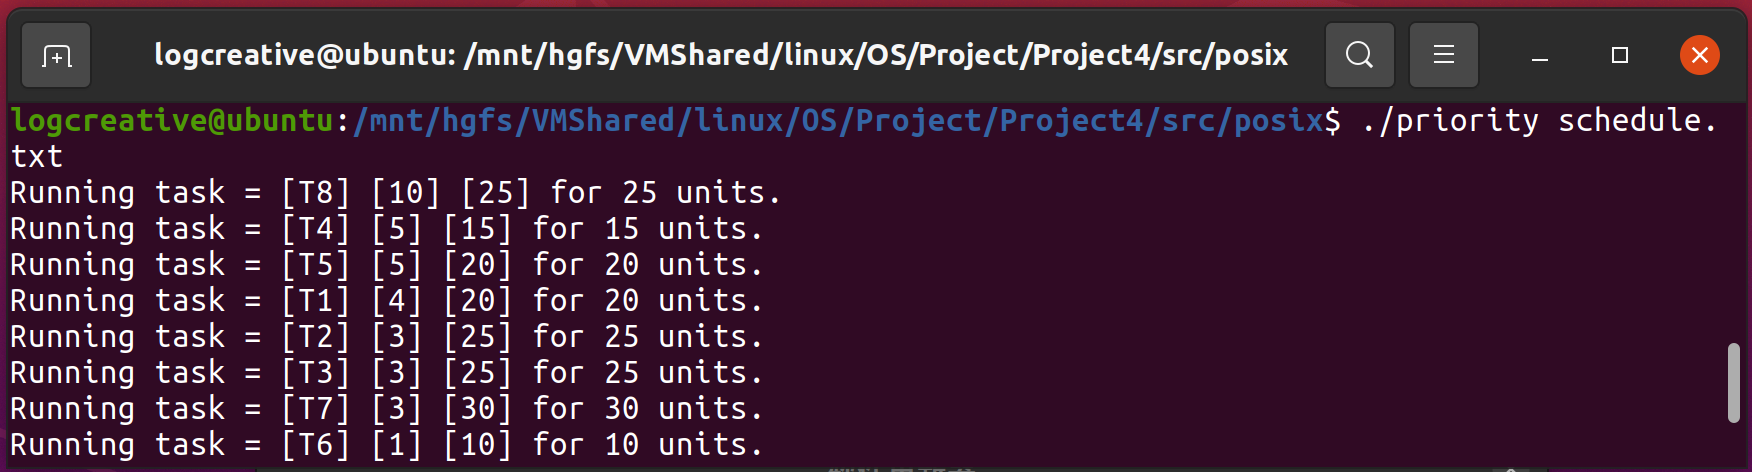 logcreative@ubuntu: /mnt/hgfs/VMShared/linux/OS/Project/Project4/src/posix
logcreative@ubuntu:/mnt/hgfs/VMShared/linux/OS/Project/Project4/src/posix$ ./priority schedule.
txt
Running task = [T8] [10] [25] for 25 units.
Running task = [T4] [5] [15] for 15 units.
Running task = [T5] [5] [20] for 20 units.
Running task = [T1] [4] [20] for 20 units.
Running task = [T2] [3] [25] for 25 units.
Running task = [T3] [3] [25] for 25 units.
Running task = [T7] [3] [30] for 30 units.
Running task = [T6] [1] [10] for 10 units.